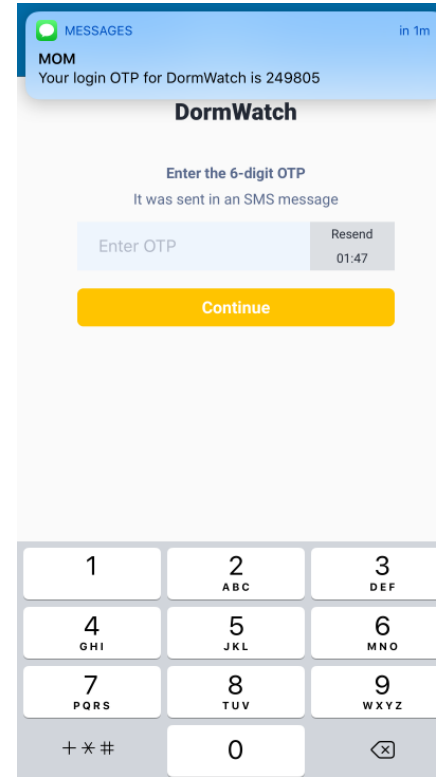 MESSAGES in 1m
MOM
Your login OTP for DormWatch is 249805
DormWatch
Enter the 6-digit OTP
It was sent in an SMS message
Enter OTP
Resend
01:47
Continue
1 2 3
ABC DEF
4 5 6
GHI JKL MNO
7 8 9
PQRS TUV WXYZ
+*# 0